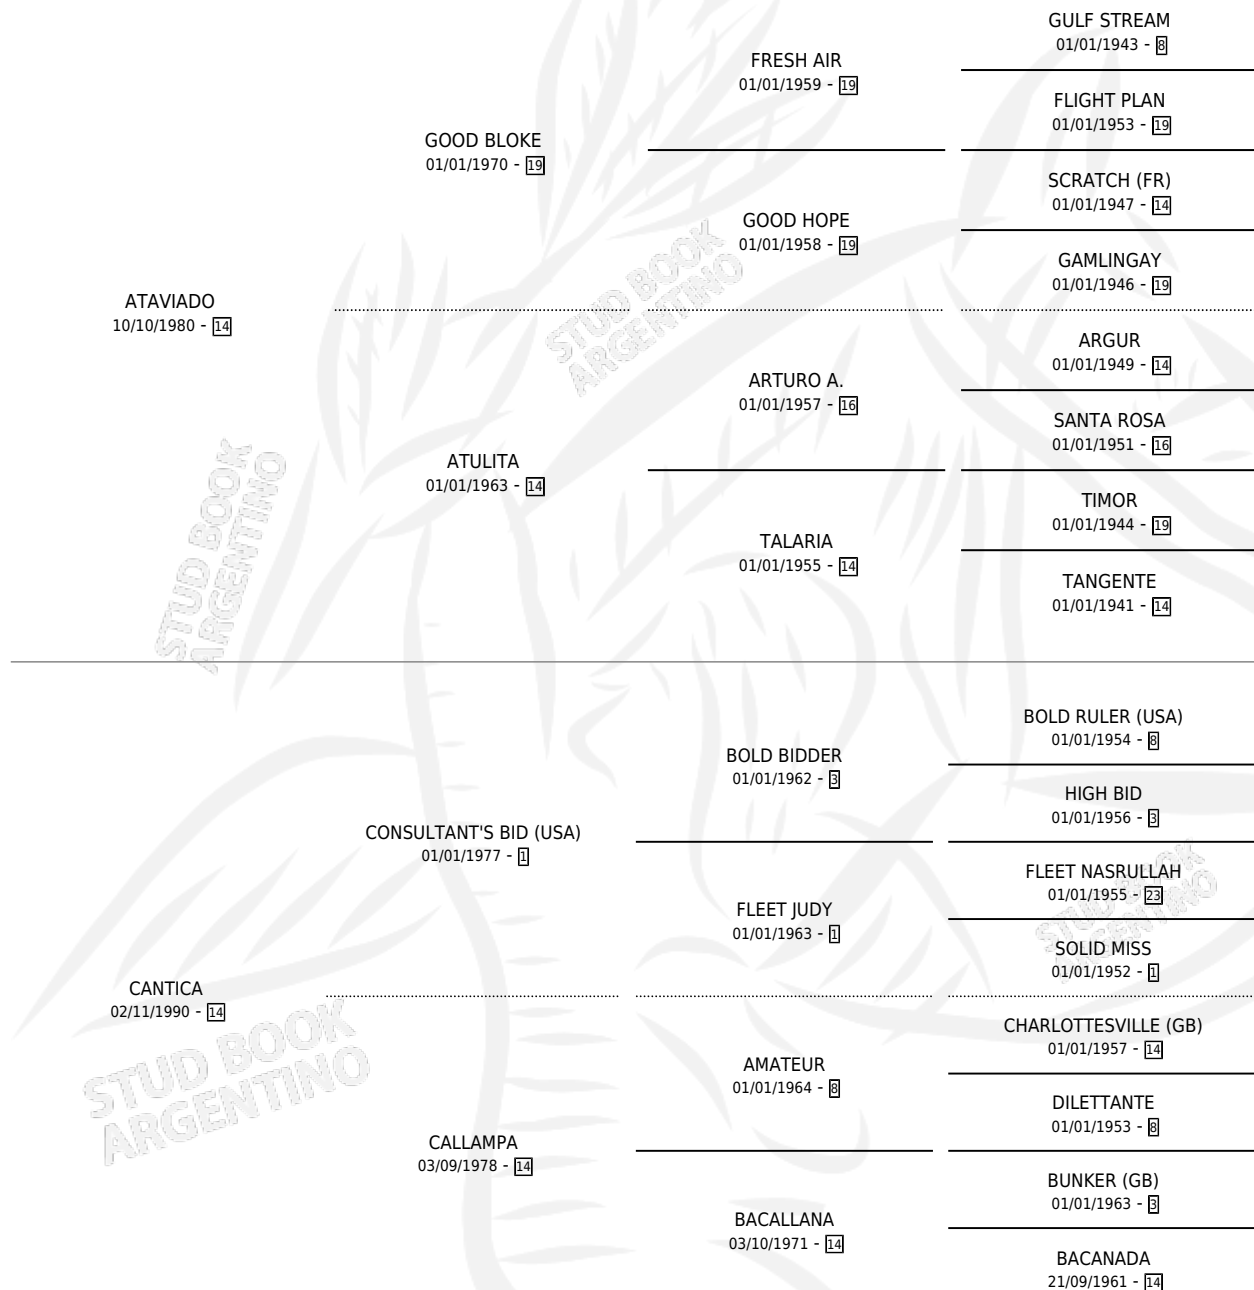 GULF STREAM
01/01/1943 - 8
FRESH AIR
01/01/1959 - 19
FLIGHT PLAN
01/01/1953 - 19
GOOD BLOKE
01/01/1970 - 19
SCRATCH (FR)
01/01/1947 - 14
GOOD HOPE
01/01/1958 - 19
GAMLINGAY
01/01/1946 - 19
ATAVIADO
10/10/1980 - 14
ARGUR
01/01/1949 - 14
ARTURO A.
01/01/1957 - 16
SANTA ROSA
01/01/1951 - 16
ATULITA
01/01/1963 - 14
TIMOR
01/01/1944 - 19
TALARIA
01/01/1955 - 14
TANGENTE
01/01/1941 - 14
BOLD RULER (USA)
01/01/1954 - 8
BOLD BIDDER
01/01/1962 - 3
HIGH BID
01/01/1956 - 3
CONSULTANT'S BID (USA)
01/01/1977 - 1
FLEET NASRULLAH
01/01/1955 - 23
FLEET JUDY
01/01/1963 - 1
SOLID MISS
01/01/1952 - 1
CANTICA
02/11/1990 - 14
CHARLOTTESVILLE (GB)
01/01/1957 - 14
AMATEUR
01/01/1964 - 8
DILETTANTE
01/01/1953 - 8
CALLAMPA
03/09/1978 - 14
BUNKER (GB)
01/01/1963 - 3
BACALLANA
03/10/1971 - 14
BACANADA
21/09/1961 - 14
STUD BOOK
ARGENTINO
STUD BOOK
ARGENTINO
STUD BOOK
ARGENTINO
STUD BOOK
ARGENTINO